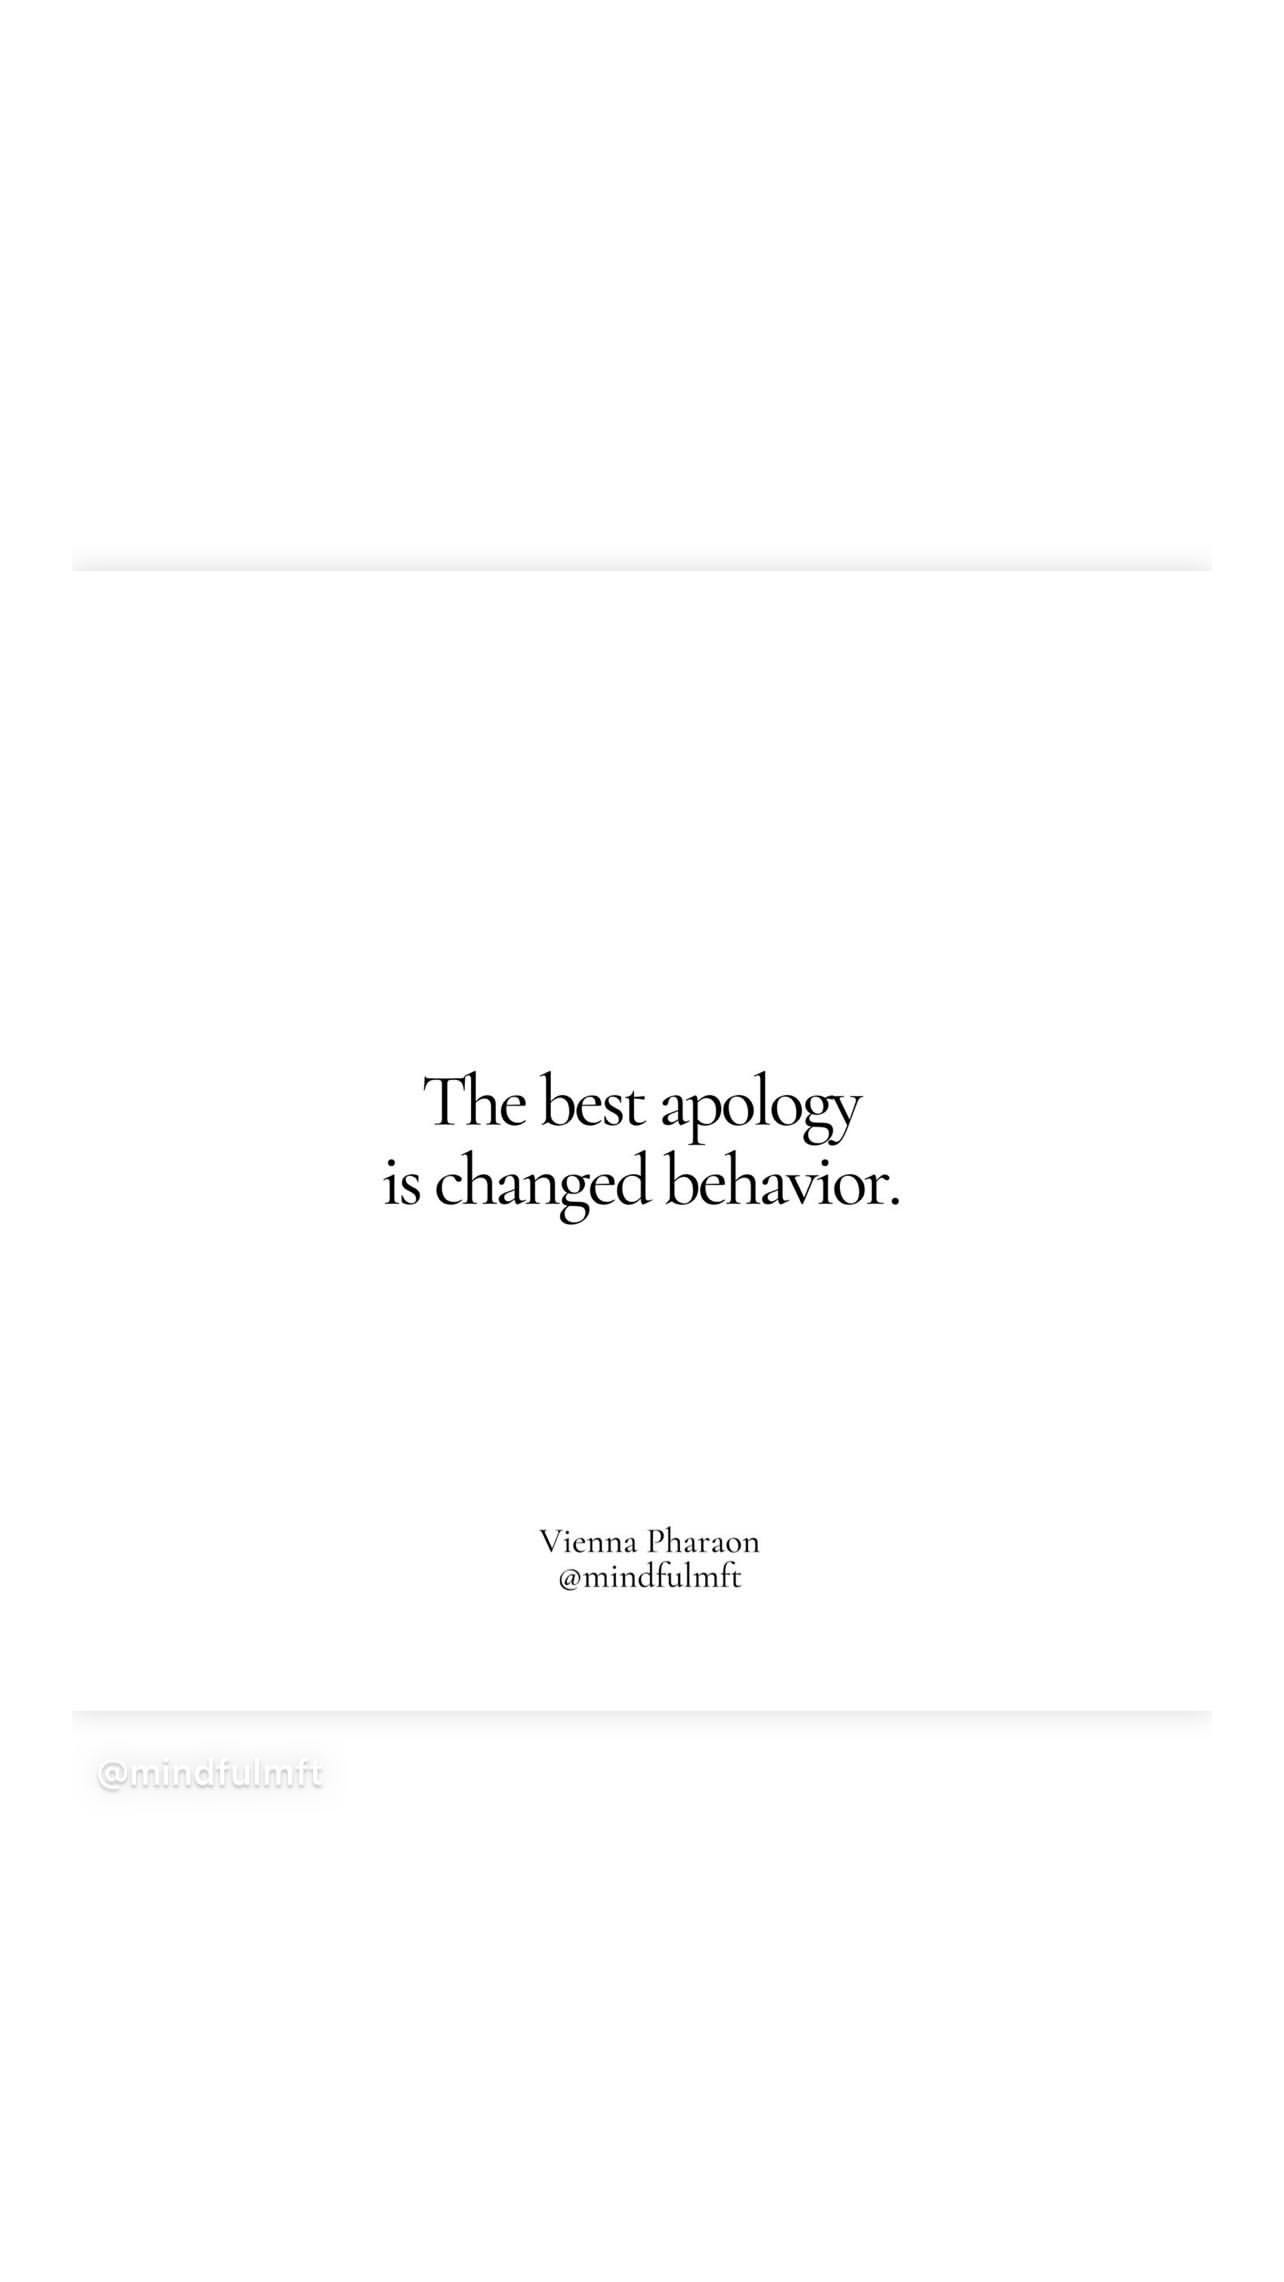 The best apology
is changed behavior.
Vienna Pharaon
@mindfulmft
@mindfulmft